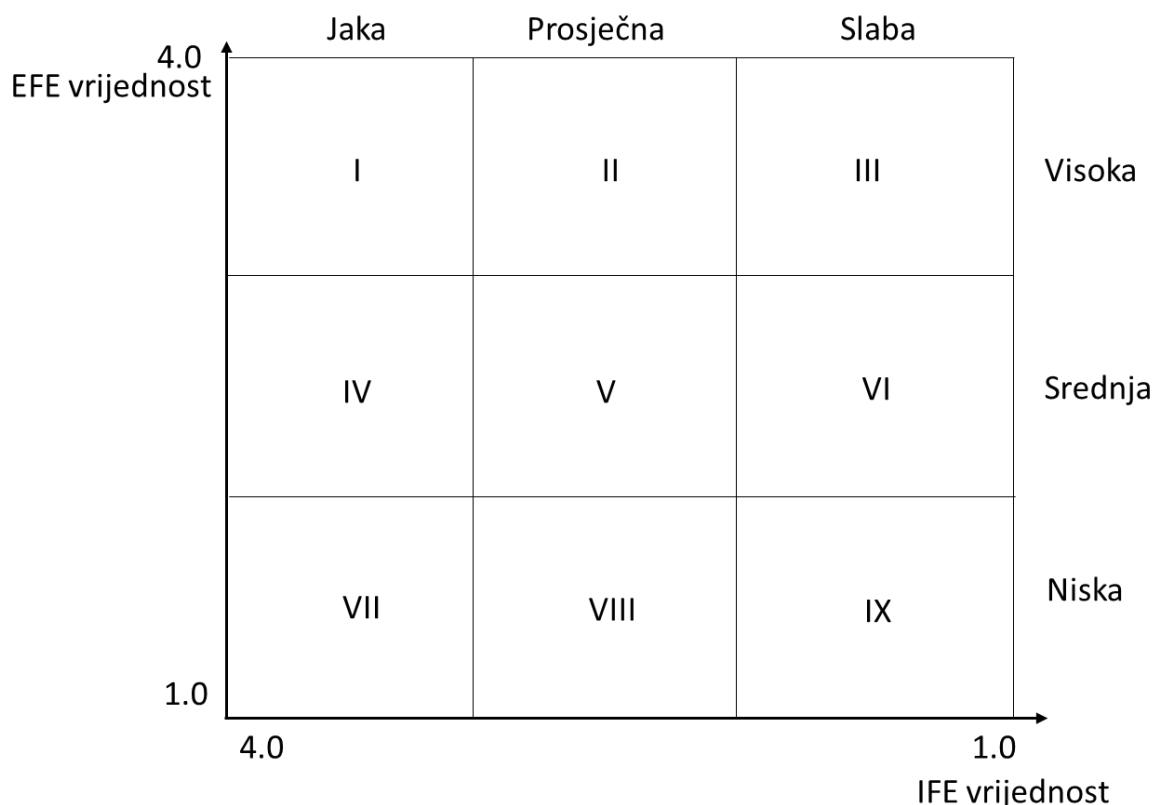 Jaka Prosječna Slaba
4.0
EFE vrijednost
I II III Visoka
IV V VI Srednja
VII VIII IX Niska
1.0
4.0 1.0
IFE vrijednost